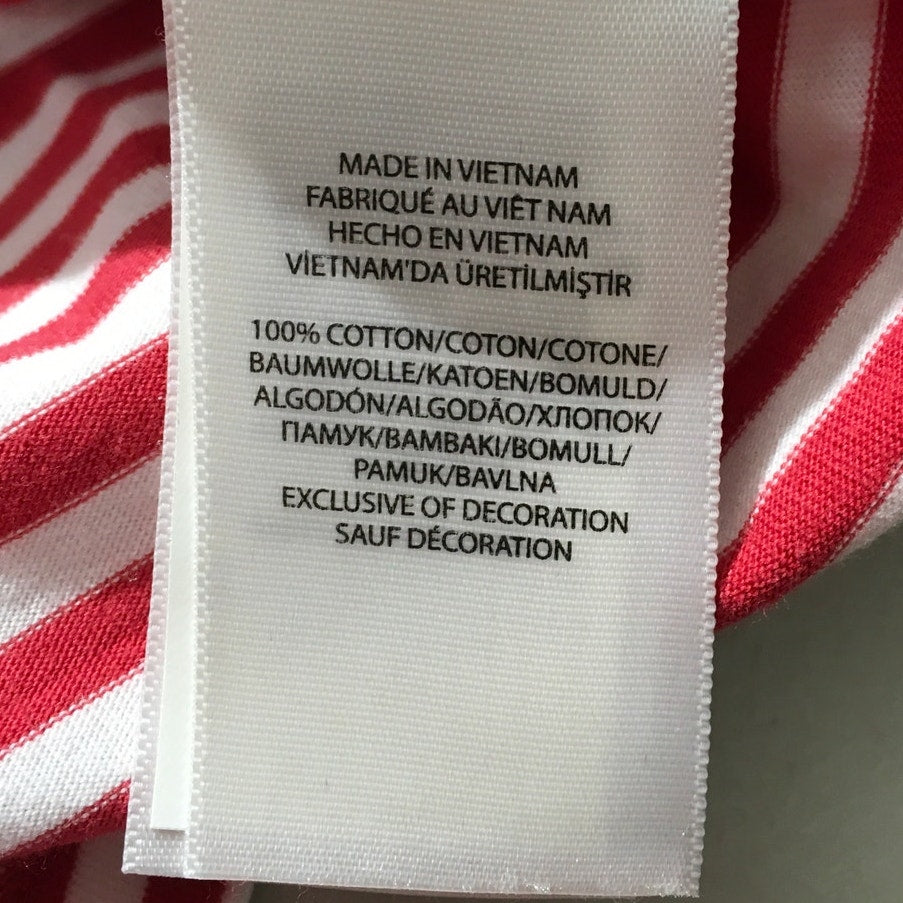 MADE IN VIETNAM
FABRIQUÉ AU VIÊT NAM
HECHO EN VIETNAM
VİETNAM'DA ÜRETİLMİŞTİR
100% COTTON/COTON/COTONE/
BAUMWOLLE/KATOEN/BOMULD/
ALGODÓN/ALGODÃO/ХЛОПОК/
ПАМУК/ΒΑΜΒΑΚΙ/BOMULL/
PAMUK/BAVLNA
EXCLUSIVE OF DECORATION
SAUF DÉCORATION